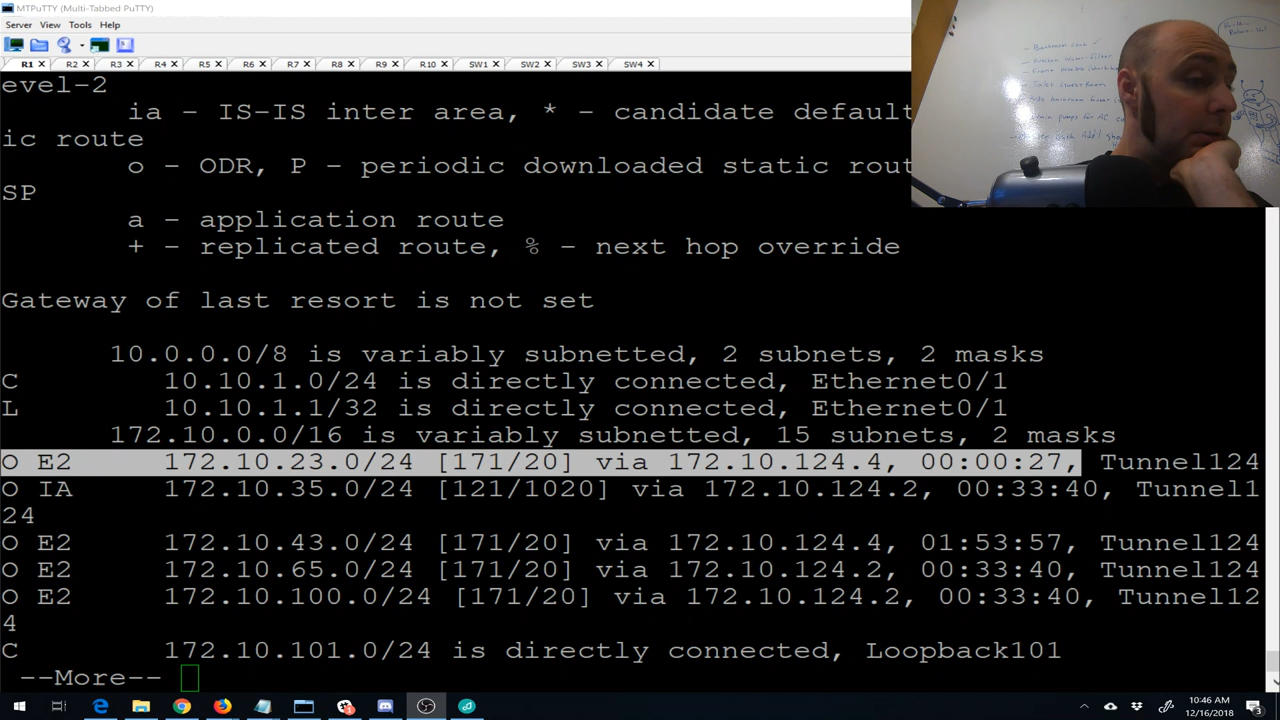 MTPuTTY (Multi-Tabbed PuTTY)
Server View Tools Help
R1 R2 R3 R4 R5 R6 R7 R8 R9 R10 SW1 SW2 SW3 SW4
evel-2
ia - IS-IS inter area, * - candidate default
ic route
o - ODR, P - periodic downloaded static rout
SP
a - application route
+ - replicated route, % - next hop override
Gateway of last resort is not set
10.0.0.0/8 is variably subnetted, 2 subnets, 2 masks
C 10.10.1.0/24 is directly connected, Ethernet0/1
L 10.10.1.1/32 is directly connected, Ethernet0/1
172.10.0.0/16 is variably subnetted, 15 subnets, 2 masks
O E2 172.10.23.0/24 [171/20] via 172.10.124.4, 00:00:27, Tunnel124
O IA 172.10.35.0/24 [121/1020] via 172.10.124.2, 00:33:40, Tunnel1
24
O E2 172.10.43.0/24 [171/20] via 172.10.124.4, 01:53:57, Tunnel124
O E2 172.10.65.0/24 [171/20] via 172.10.124.2, 00:33:40, Tunnel124
O E2 172.10.100.0/24 [171/20] via 172.10.124.2, 00:33:40, Tunnel12
4
C 172.10.101.0/24 is directly connected, Loopback101
--More--
10:46 AM
12/16/2018
3